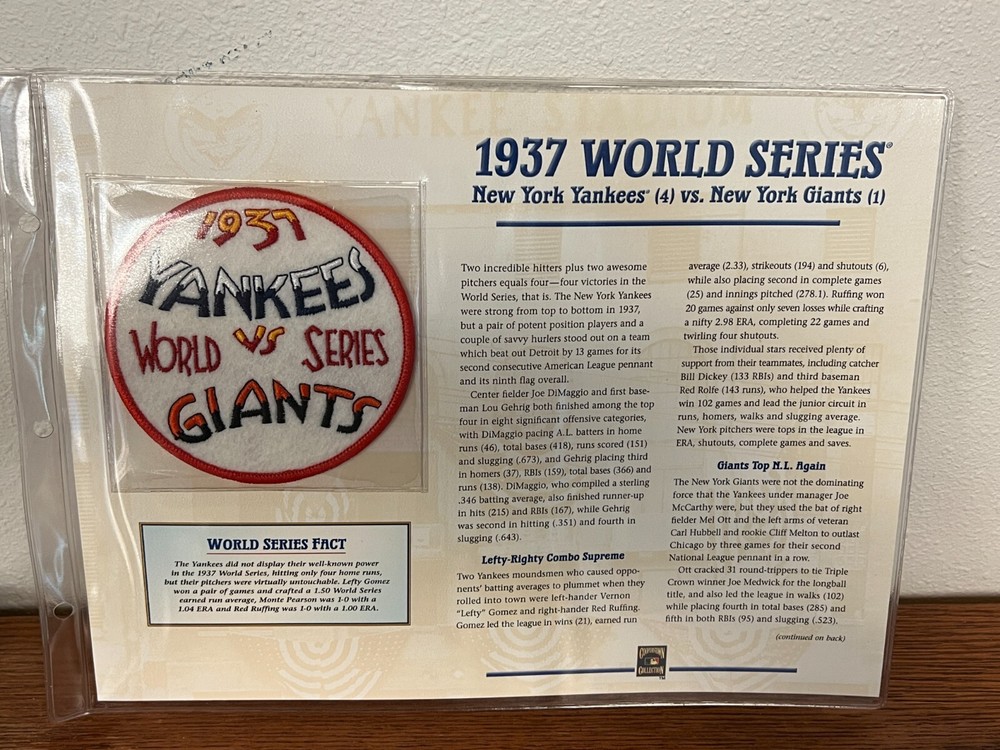 YANKEE STADIUM
1937 WORLD SERIES®
New York Yankees® (4) vs. New York Giants (1)
1937
YANKEES
WORLD VS SERIES
GIANTS
WORLD SERIES FACT
The Yankees did not display their well-known power
in the 1937 World Series, hitting only four home runs,
but their pitchers were virtually untouchable. Lefty Gomez
won a pair of games and crafted a 1.50 World Series
earned run average, Monte Pearson was 1-0 with a
1.04 ERA and Red Ruffing was 1-0 with a 1.00 ERA.
Two incredible hitters plus two awesome
pitchers equals four—four victories in the
World Series, that is. The New York Yankees
were strong from top to bottom in 1937,
but a pair of potent position players and a
couple of savvy hurlers stood out on a team
which beat out Detroit by 13 games for its
second consecutive American League pennant
and its ninth flag overall.
Center fielder Joe DiMaggio and first base-
man Lou Gehrig both finished among the top
four in eight significant offensive categories,
with DiMaggio pacing A.L. batters in home
runs (46), total bases (418), runs scored (151)
and slugging (.673), and Gehrig placing third
in homers (37), RBIs (159), total bases (366) and
runs (138). DiMaggio, who compiled a sterling
.346 batting average, also finished runner-up
in hits (215) and RBIs (167), while Gehrig
was second in hitting (.351) and fourth in
slugging (.643).
Lefty-Righty Combo Supreme
Two Yankees moundsmen who caused oppo-
nents' batting averages to plummet when they
rolled into town were left-hander Vernon
"Lefty" Gomez and right-hander Red Ruffing.
Gomez led the league in wins (21), earned run
average (2.33), strikeouts (194) and shutouts (6),
while also placing second in complete games
(25) and innings pitched (278.1). Ruffing won
20 games against only seven losses while crafting
a nifty 2.98 ERA, completing 22 games and
twirling four shutouts.
Those individual stars received plenty of
support from their teammates, including catcher
Bill Dickey (133 RBIs) and third baseman
Red Rolfe (143 runs), who helped the Yankees
win 102 games and lead the junior circuit in
runs, homers, walks and slugging average.
New York pitchers were tops in the league in
ERA, shutouts, complete games and saves.
Giants Top N.L. Again
The New York Giants were not the dominating
force that the Yankees under manager Joe
McCarthy were, but they used the bat of right
fielder Mel Ott and the left arms of veteran
Carl Hubbell and rookie Cliff Melton to outlast
Chicago by three games for their second
National League pennant in a row.
Ott cracked 31 round-trippers to tie Triple
Crown winner Joe Medwick for the longball
title, and also led the league in walks (102)
while placing fourth in total bases (285) and
fifth in both RBIs (95) and slugging (.523).
(continued on back)
COOPERSTOWN
COLLECTION
TM